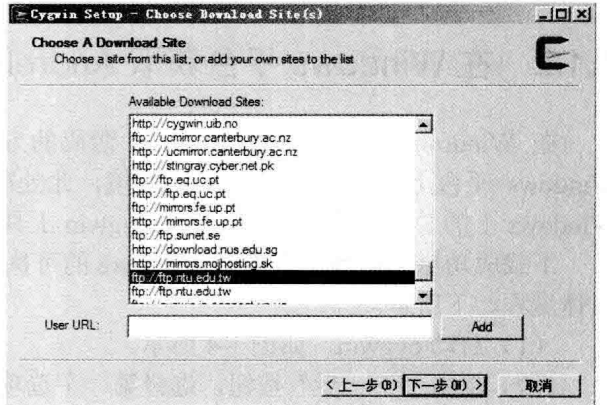 Cygwin Setup - Choose Download Site(s)
Choose A Download Site
Choose a site from this list, or add your own sites to the list
Available Download Sites:
http://cygwin.uib.no
ftp://ucmirror.canterbury.ac.nz
http://ucmirror.canterbury.ac.nz
http://stingray.cyber.net.pk
ftp://ftp.eq.uc.pt
http://ftp.eq.uc.pt
ftp://mirrors.fe.up.pt
http://mirrors.fe.up.pt
ftp://ftp.sunet.se
http://download.nus.edu.sg
http://mirrors.mojhosting.sk
ftp://ftp.ntu.edu.tw
http://ftp.ntu.edu.tw
User URL:
Add
< 上一步(B)
下一步(N) >
取消